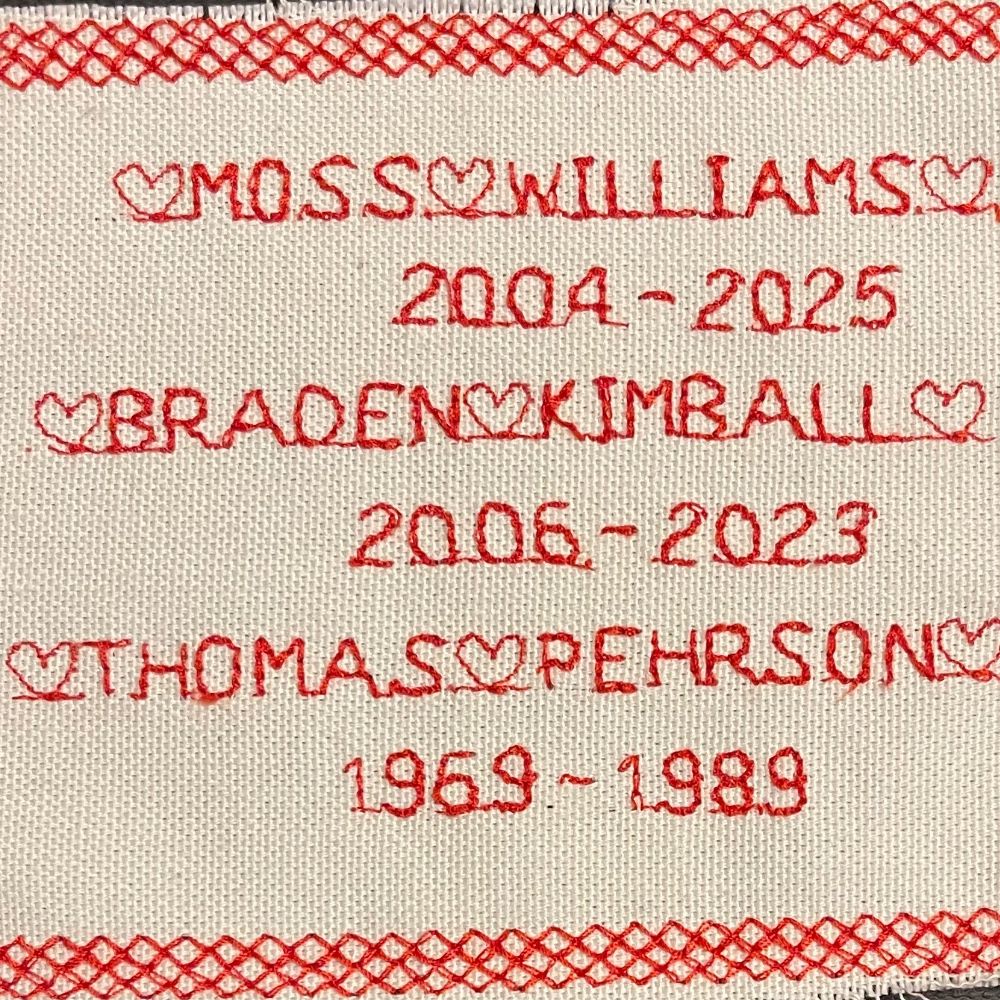 ♡MOSS♡WILLIAMS♡
2004-2025
♡BRADEN♡KIMBALL♡
2006-2023
♡THOMAS♡PEHRSON♡
1969-1989